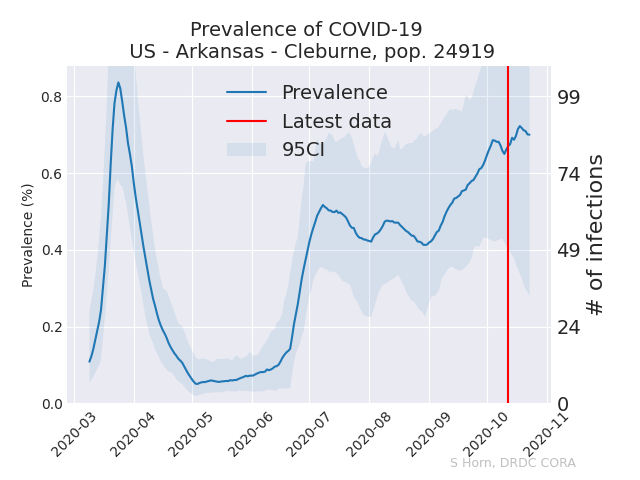 Prevalence of COVID-19
US - Arkansas - Cleburne, pop. 24919
Prevalence
Latest data
95CI
Prevalence (%)
0.8
0.6
0.4
0.2
0.0
99
74
49
24
0
# of infections
2020-03
2020-04
2020-05
2020-06
2020-07
2020-08
2020-09
2020-10
2020-11
S Horn, DRDC CORA